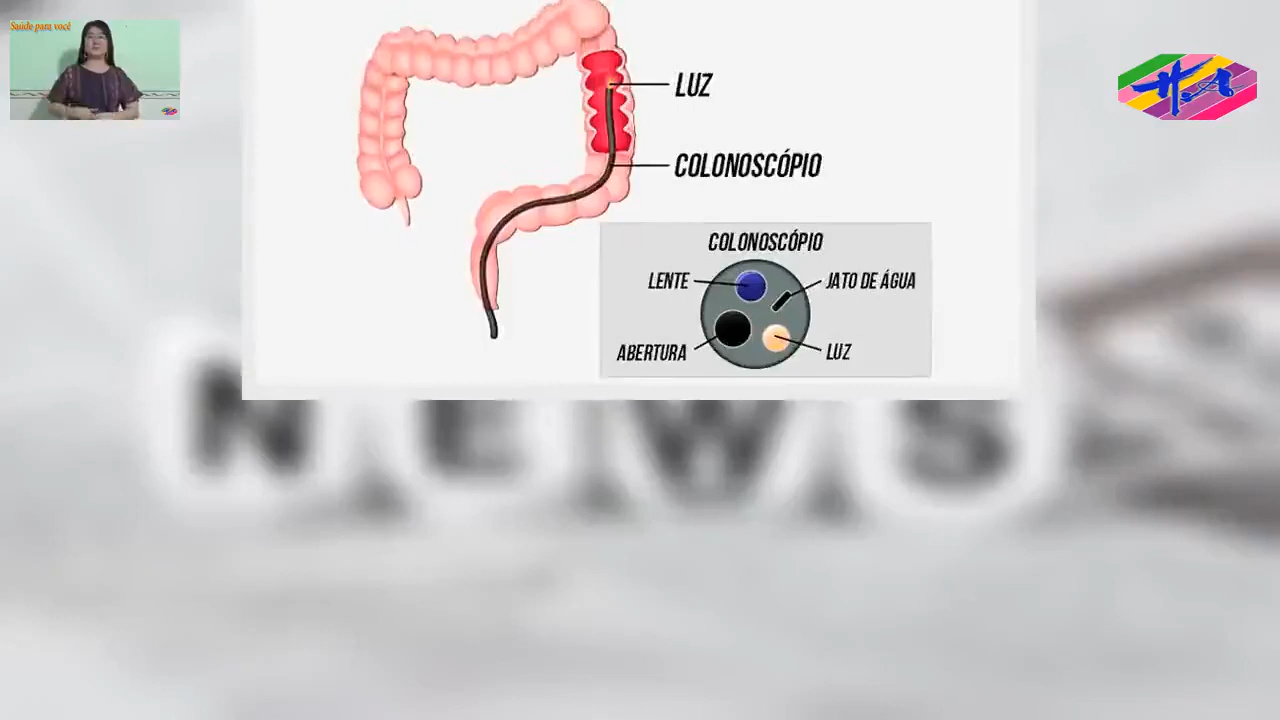 Saúde para você
LUZ
COLONOSCÓPIO
COLONOSCÓPIO
LENTE
JATO DE ÁGUA
ABERTURA
LUZ
NEWS